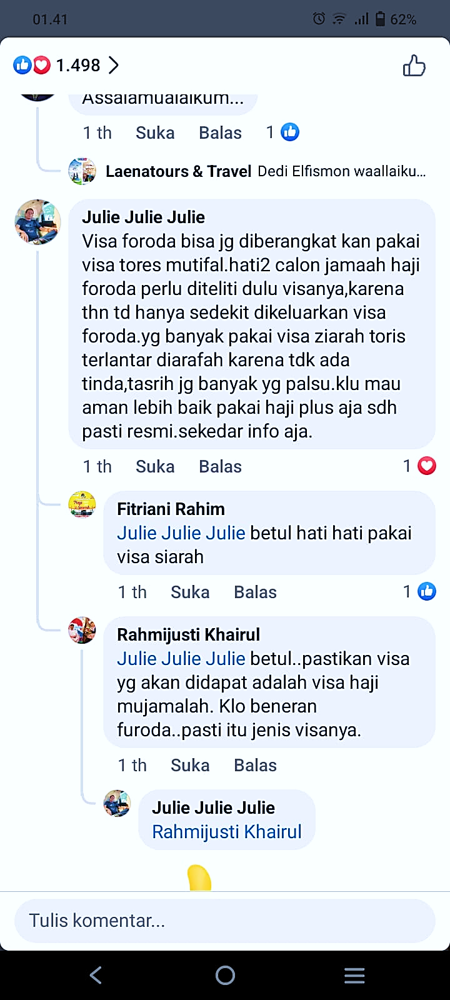 01.41
62%
1.498
Assalamualaikum...
1 th Suka Balas 1
Laenatours & Travel Dedi Elfismon waallaiku...
Julie Julie Julie
Visa foroda bisa jg diberangkat kan pakai
visa tores mutifal.hati2 calon jamaah haji
foroda perlu diteliti dulu visanya,karena
thn td hanya sedekit dikeluarkan visa
foroda.yg banyak pakai visa ziarah toris
terlantar diarafah karena tdk ada
tinda,tasrih jg banyak yg palsu.klu mau
aman lebih baik pakai haji plus aja sdh
pasti resmi.sekedar info aja.
1 th Suka Balas 1
Fitriani Rahim
Julie Julie Julie betul hati hati pakai
visa siarah
1 th Suka Balas 1
Rahmijusti Khairul
Julie Julie Julie betul..pastikan visa
yg akan didapat adalah visa haji
mujamalah. Klo beneran
furoda..pasti itu jenis visanya.
1 th Suka Balas
Julie Julie Julie
Rahmijusti Khairul
Tulis komentar...